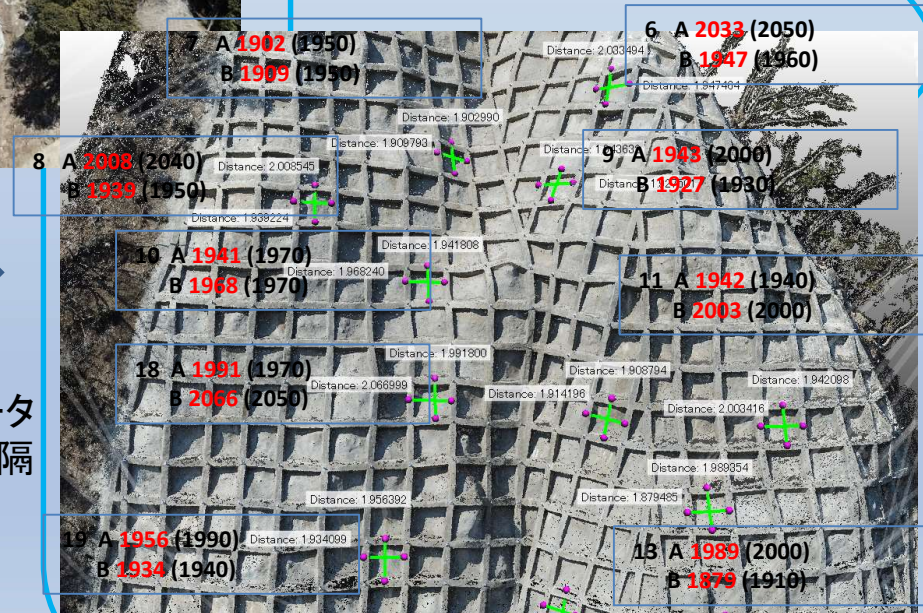 7 A 1902 (1950)
B 1909 (1950)
6 A 2033 (2050)
B 1947 (1960)
Distance: 2.033494
Distance: 1.947464
Distance: 1.902990
Distance: 1.909793
8 A 2008 (2040)
B 1939 (1950)
Distance: 2.008545
Distance: 1.939224
9 A 1943 (2000)
B 1927 (1930)
10 A 1941 (1970)
B 1968 (1970)
Distance: 1.941808
Distance: 1.968240
11 A 1942 (1940)
B 2003 (2000)
18 A 1991 (1970)
B 2066 (2050)
Distance: 1.991800
Distance: 2.066999
Distance: 1.908794
Distance: 1.914196
Distance: 1.942098
Distance: 2.003416
ータ
隔
Distance: 1.989354
Distance: 1.879485
Distance: 1.956392
19 A 1956 (1990)
B 1934 (1940)
Distance: 1.934099
13 A 1989 (2000)
B 1879 (1910)